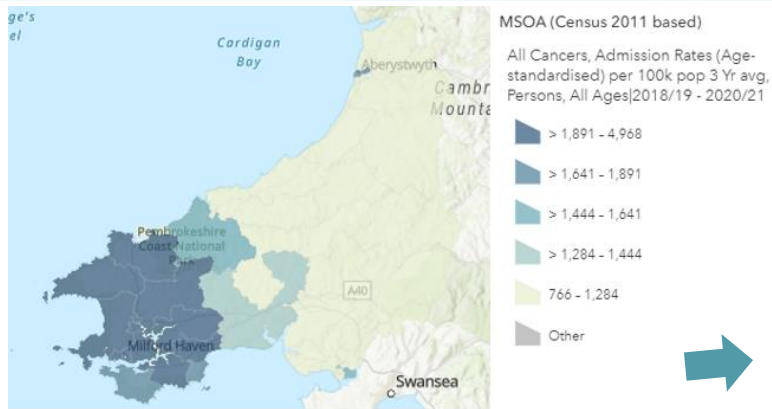 ge's
el
Cardigan
Bay
Aberystwyth
Cambr
Mounta
Pembrokeshire
Coast National
Park
A40
Milford Haven
Swansea
MSOA (Census 2011 based)
All Cancers, Admission Rates (Age-
standardised) per 100k pop 3 Yr avg,
Persons, All Ages|2018/19 - 2020/21
> 1,891 – 4,968
> 1,641 – 1,891
> 1,444 – 1,641
> 1,284 – 1,444
766 – 1,284
Other